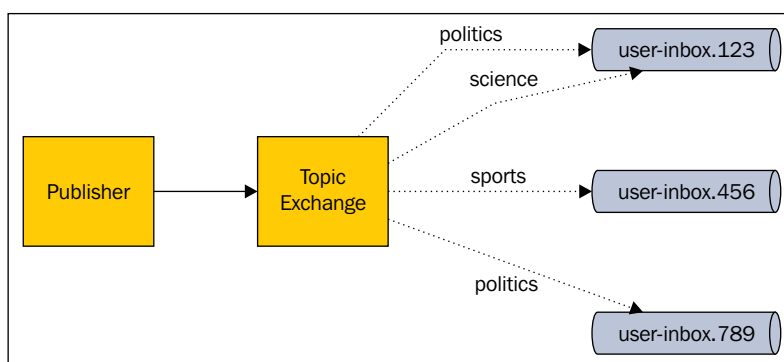 politics
user-inbox.123
science
Publisher
Topic
Exchange
sports
user-inbox.456
politics
user-inbox.789